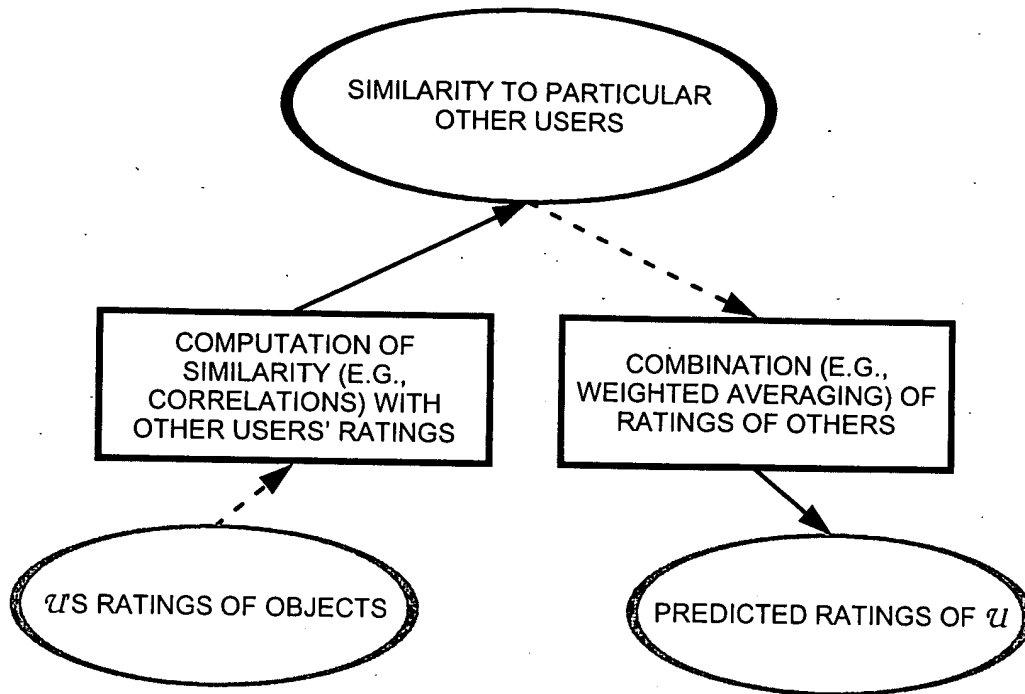 SIMILARITY TO PARTICULAR
OTHER USERS
COMPUTATION OF
SIMILARITY (E.G.,
CORRELATIONS) WITH
OTHER USERS' RATINGS
COMBINATION (E.G.,
WEIGHTED AVERAGING) OF
RATINGS OF OTHERS
U'S RATINGS OF OBJECTS
PREDICTED RATINGS OF U